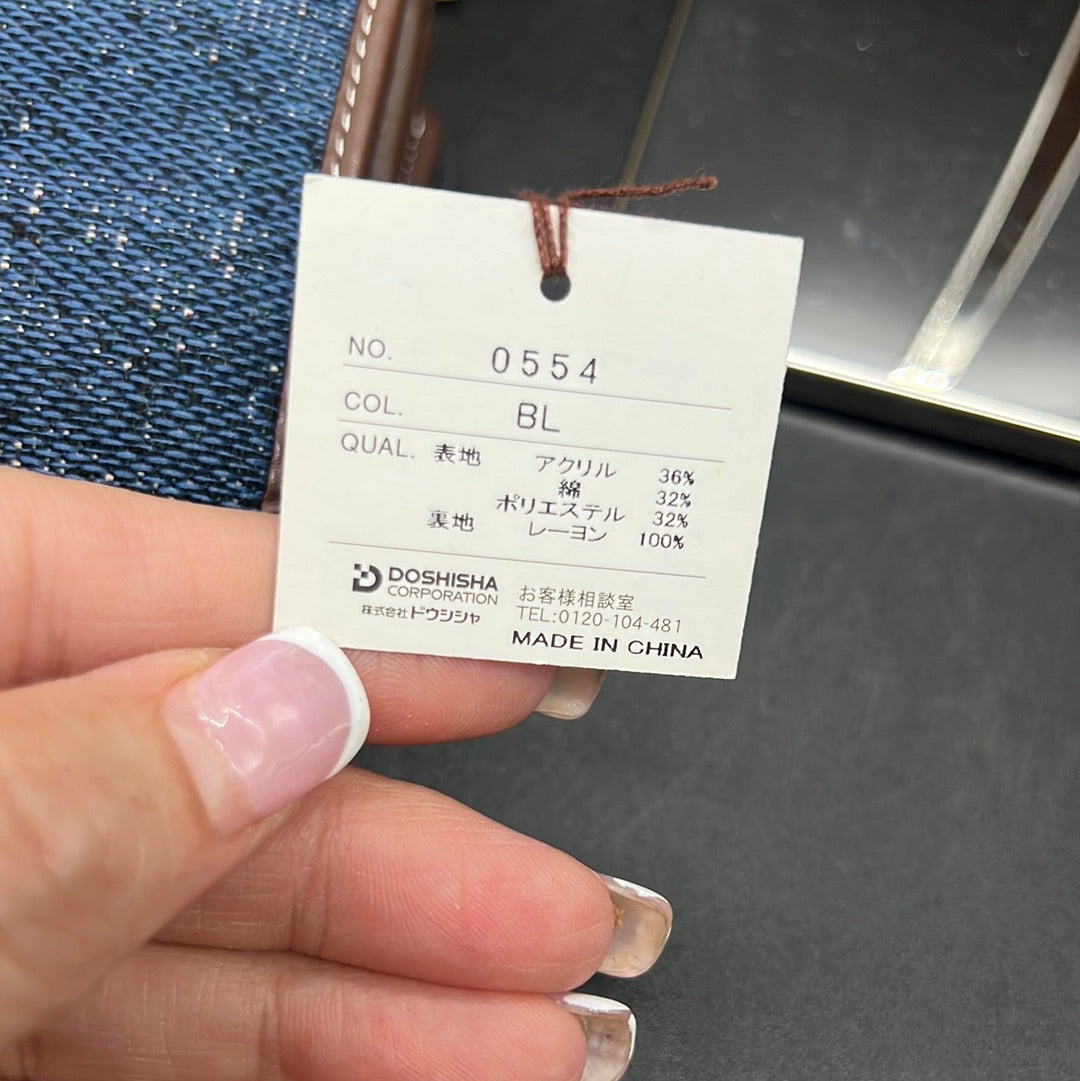 NO. 0554
COL. BL
QUAL. 表地 アクリル 36%
綿 32%
ポリエステル 32%
裏地 レーヨン 100%
DOSHISHA
CORPORATION
株式会社ドウシシャ
お客様相談室
TEL:0120-104-481
MADE IN CHINA